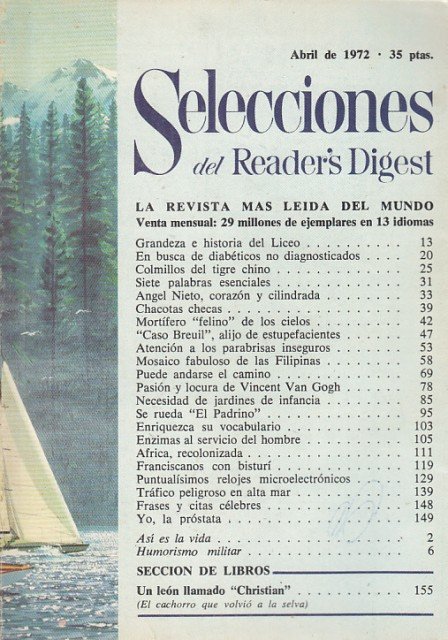 Abril de 1972 · 35 ptas.
Selecciones
del Reader's Digest
LA REVISTA MAS LEIDA DEL MUNDO
Venta mensual: 29 millones de ejemplares en 13 idiomas
Grandeza e historia del Liceo . . . . . . . . . . 13
En busca de diabéticos no diagnosticados . . . . . 20
Colmillos del tigre chino . . . . . . . . . . . 25
Siete palabras esenciales . . . . . . . . . . . 31
Angel Nieto, corazón y cilindrada . . . . . . . . 33
Chacotas checas . . . . . . . . . . . . . . 39
Mortífero "felino" de los cielos . . . . . . . . . 42
"Caso Breuil", alijo de estupefacientes . . . . . . 47
Atención a los parabrisas inseguros . . . . . . . 53
Mosaico fabuloso de las Filipinas . . . . . . . . 58
Puede andarse el camino . . . . . . . . . . . 69
Pasión y locura de Vincent Van Gogh . . . . . . . 78
Necesidad de jardines de infancia . . . . . . . . 85
Se rueda "El Padrino" . . . . . . . . . . . . 95
Enriquezca su vocabulario . . . . . . . . . . 103
Enzimas al servicio del hombre . . . . . . . . 105
Africa, recolonizada . . . . . . . . . . . . 111
Franciscanos con bisturí . . . . . . . . . . . 119
Puntualísimos relojes microelectrónicos . . . . . 129
Tráfico peligroso en alta mar . . . . . . . . . 139
Frases y citas célebres . . . . . . . . . . . 148
Yo, la próstata . . . . . . . . . . . . . . 149
Así es la vida . . . . . . . . . . . . . . . 2
Humorismo militar . . . . . . . . . . . . . 6
SECCION DE LIBROS
Un león llamado "Christian" . . . . . . . . . 155
(El cachorro que volvió a la selva)